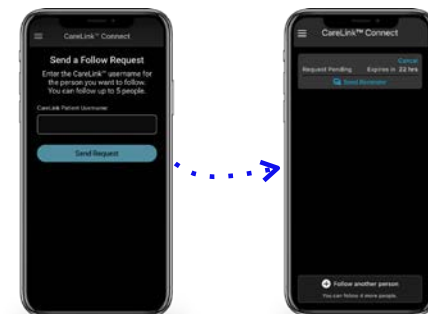 CareLink™ Connect
Send a Follow Request
Enter the CareLink™ username for
the person you want to follow.
You can follow up to 5 people.
CareLink Patient Username
Send Request
CareLink™ Connect
Cancel
Request Pending Expires in 22 hrs
Send Reminder
Follow another person
You can follow 4 more people.